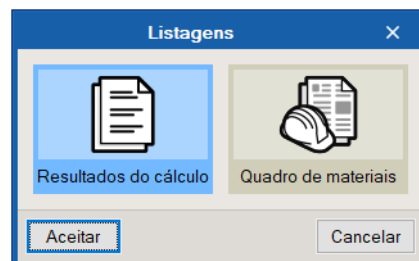 Listagens
Resultados do cálculo
Quadro de materiais
Aceitar
Cancelar